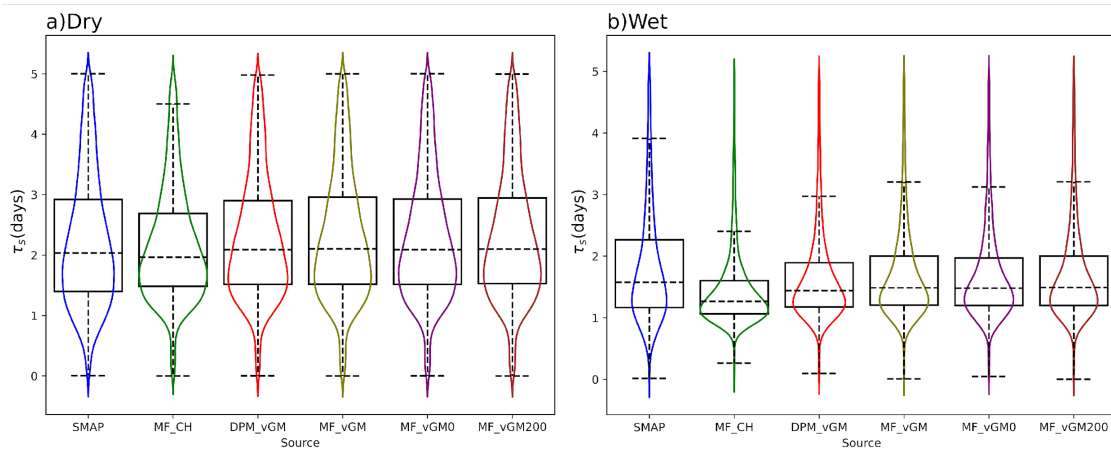 a)Dry
τs(days)
5
4
3
2
1
0
SMAP MF_CH DPM_vGM MF_vGM MF_vGM0 MF_vGM200
Source
b)Wet
τs(days)
5
4
3
2
1
0
SMAP MF_CH DPM_vGM MF_vGM MF_vGM0 MF_vGM200
Source